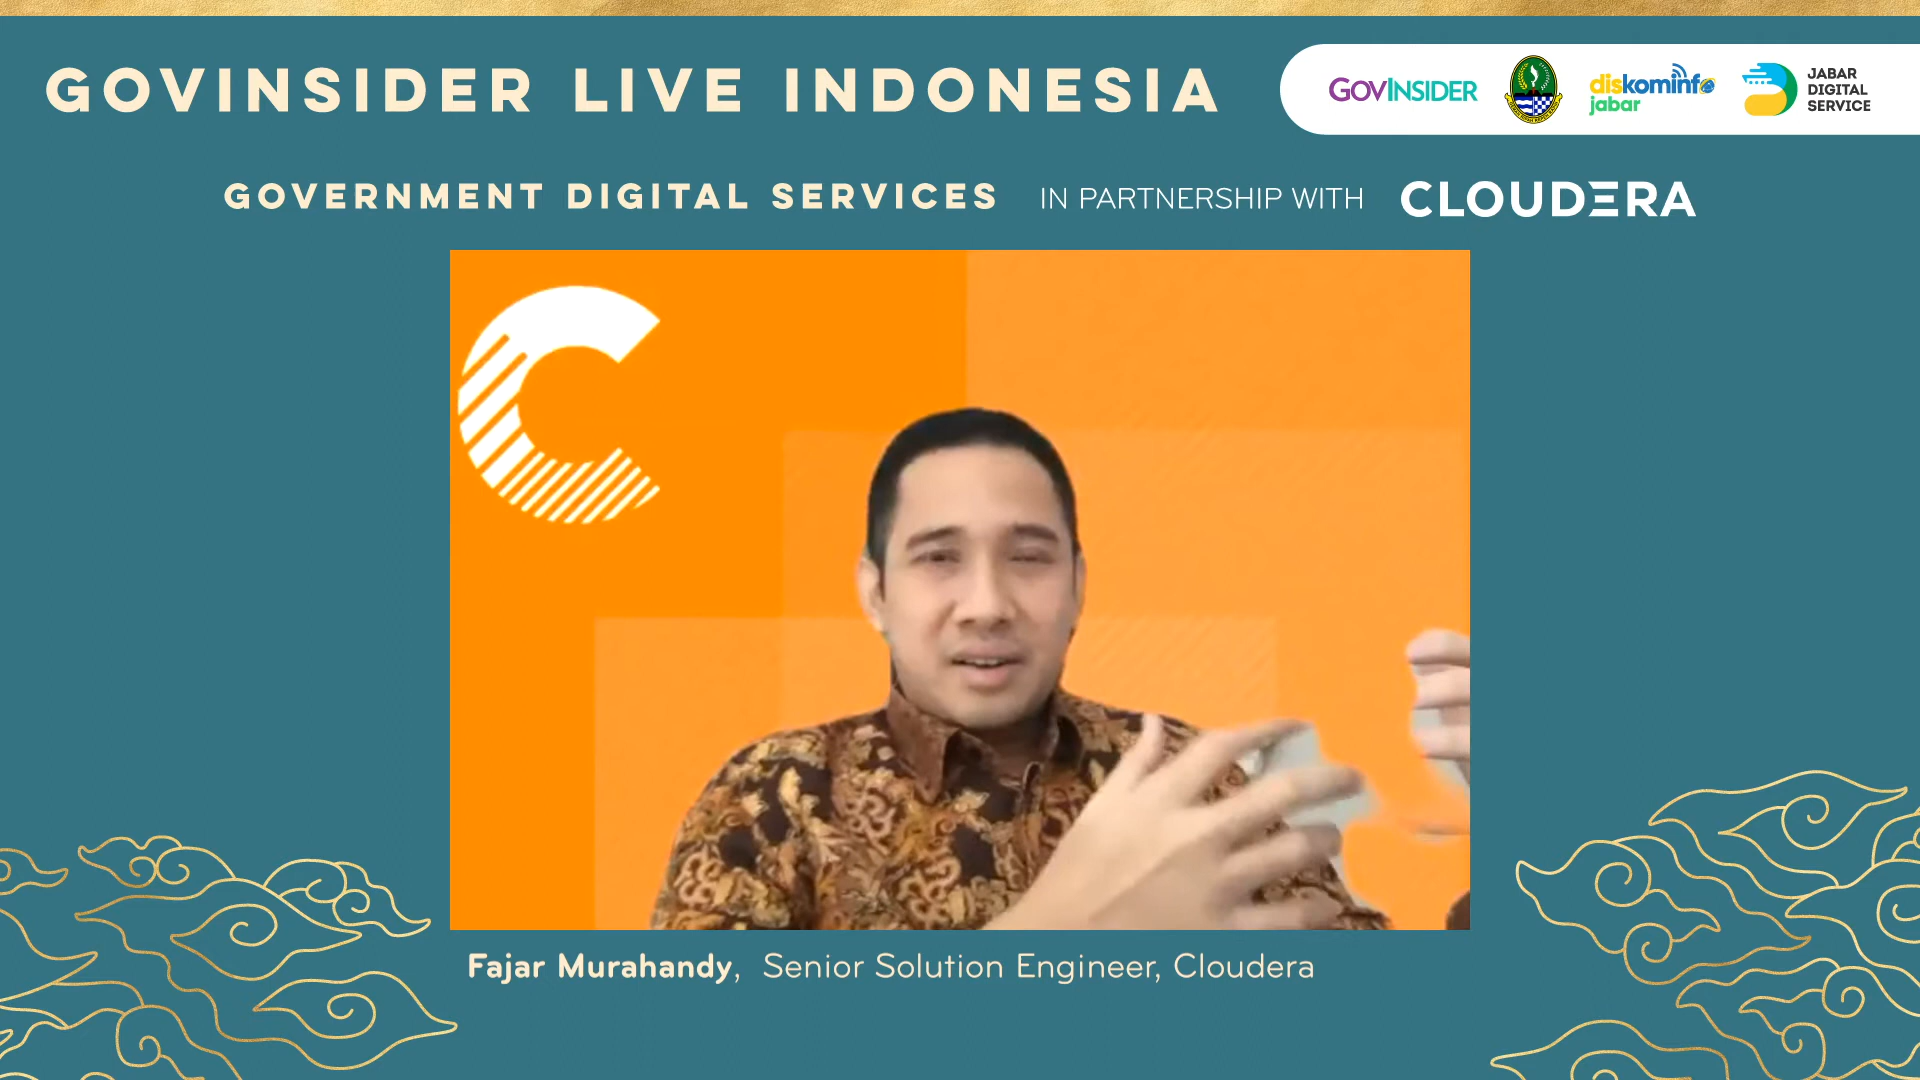 GOVINSIDER LIVE INDONESIA
GOVINSIDER
diskominfo
jabar
JABAR
DIGITAL
SERVICE
GOVERNMENT DIGITAL SERVICES IN PARTNERSHIP WITH CLOUDERA
Fajar Murahandy, Senior Solution Engineer, Cloudera